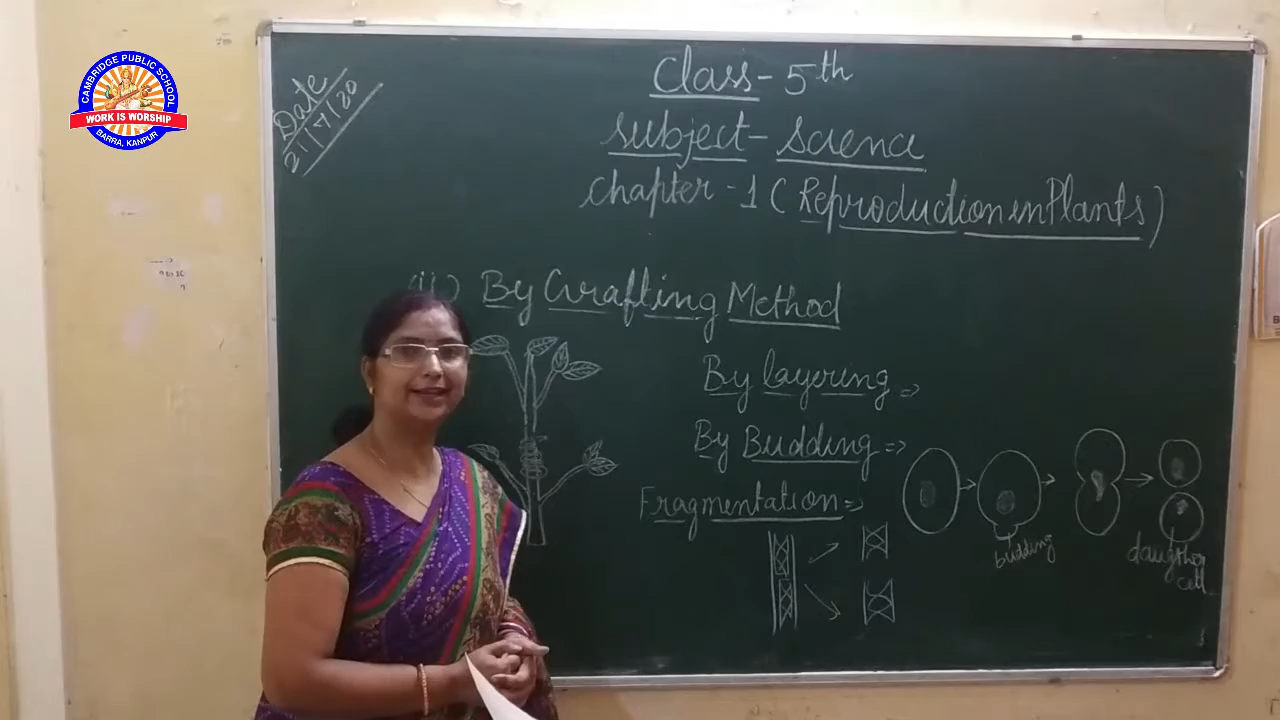 CAMBRIDGE PUBLIC SCHOOL
WORK IS WORSHIP
BARRA, KANPUR
Date
21/7/20
Class - 5th
Subject - Science
Chapter - 1 (Reproduction in Plants)
(ii) By Grafting Method
By layering ⇒
By Budding ⇒
Fragmentation ⇒
budding
daughter
cell